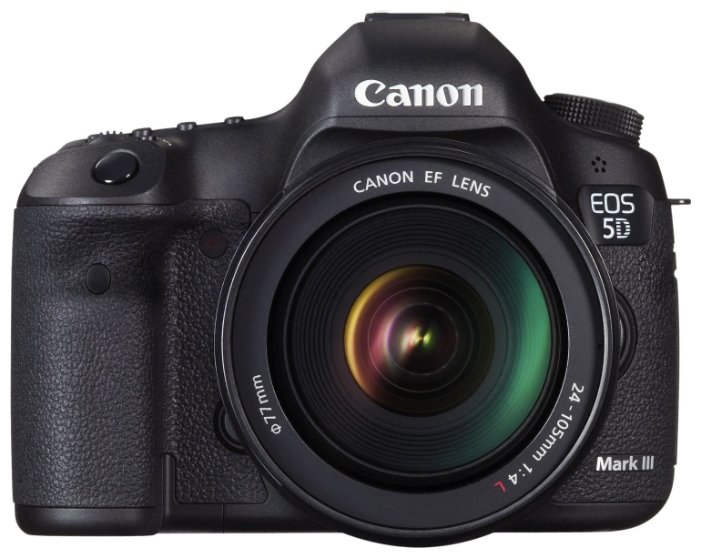 Canon
CANON EF LENS
EOS
5D
Φ77mm
24-105mm 1:4 L
Mark III